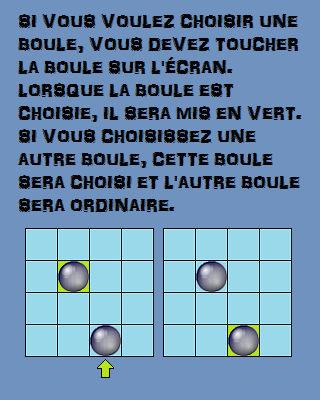 SI VOUS VOULEZ CHOISIR UNE
BOULE, VOUS DEVEZ TOUCHER
LA BOULE SUR L'ÉCRAN.
LORSQUE LA BOULE EST
CHOISIE, IL SERA MIS EN VERT.
SI VOUS CHOISISSEZ UNE
AUTRE BOULE, CETTE BOULE
SERA CHOISI ET L'AUTRE BOULE
SERA ORDINAIRE.